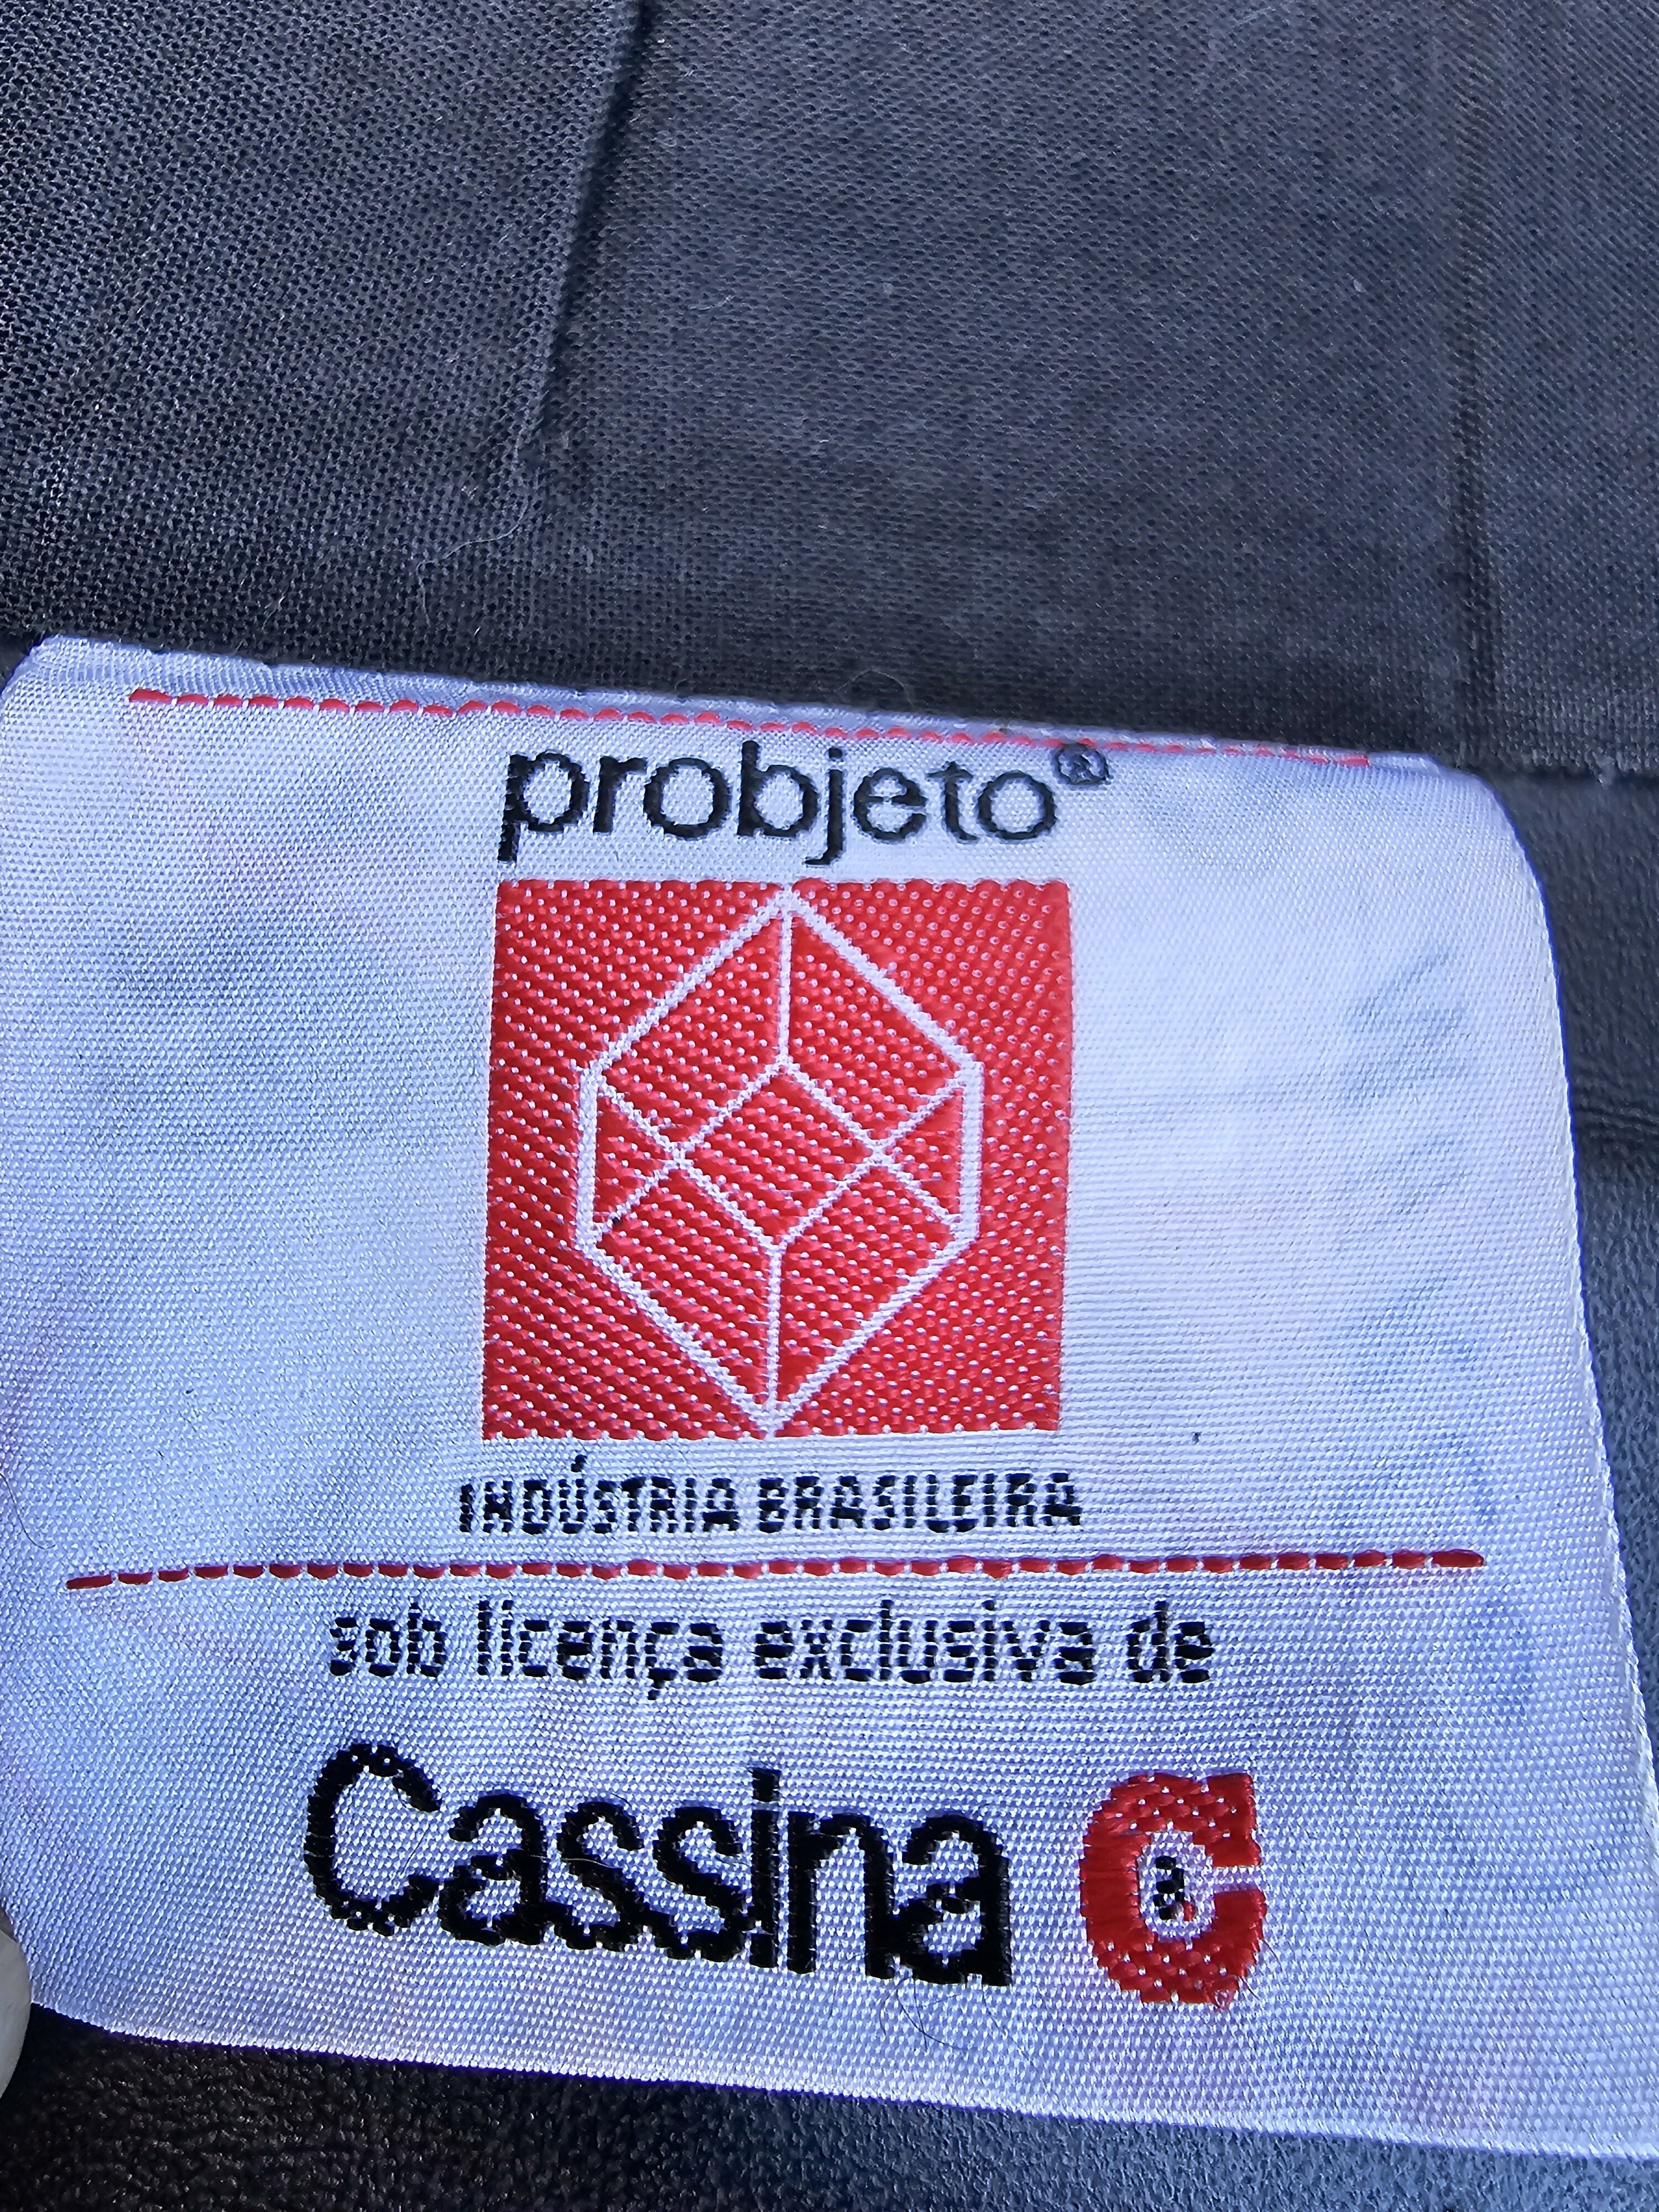 probjeto®
INDÚSTRIA BRASILEIRA
sob licença exclusiva de
Cassina C